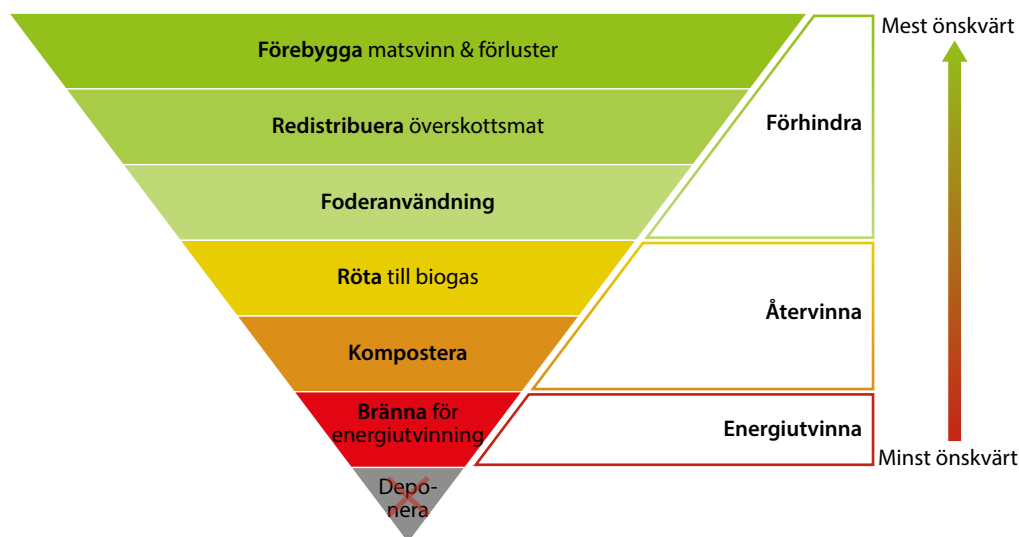 Mest önskvärt
Förebygga matsvinn & förluster
Redistribuera överskottsmat
Förhindra
Foderanvändning
Röta till biogas
Återvinna
Kompostera
Bränna för
energiutvinning
Energiutvinna
Minst önskvärt
Depo-
nera